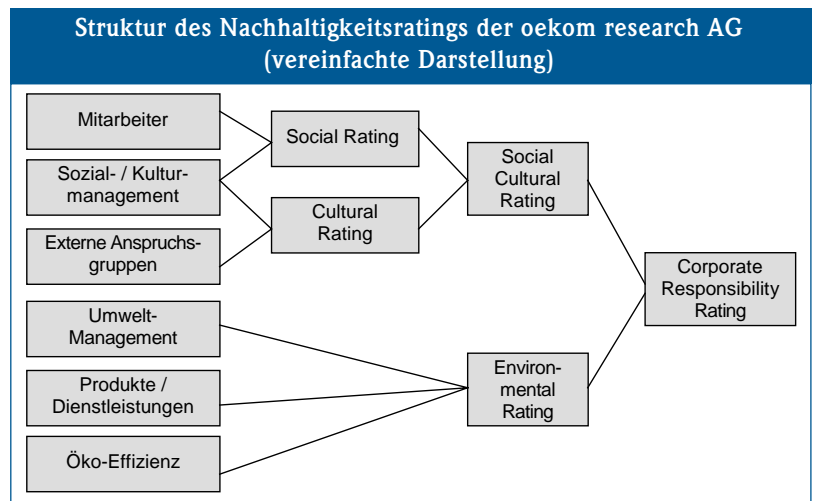 Struktur des Nachhaltigkeitsratings der oekom research AG
(vereinfachte Darstellung)
Mitarbeiter
Sozial- / Kultur-
management
Externe Anspruchs-
gruppen
Umwelt-
Management
Produkte /
Dienstleistungen
Öko-Effizienz
Social Rating
Cultural
Rating
Social
Cultural
Rating
Environ-
mental
Rating
Corporate
Responsibility
Rating